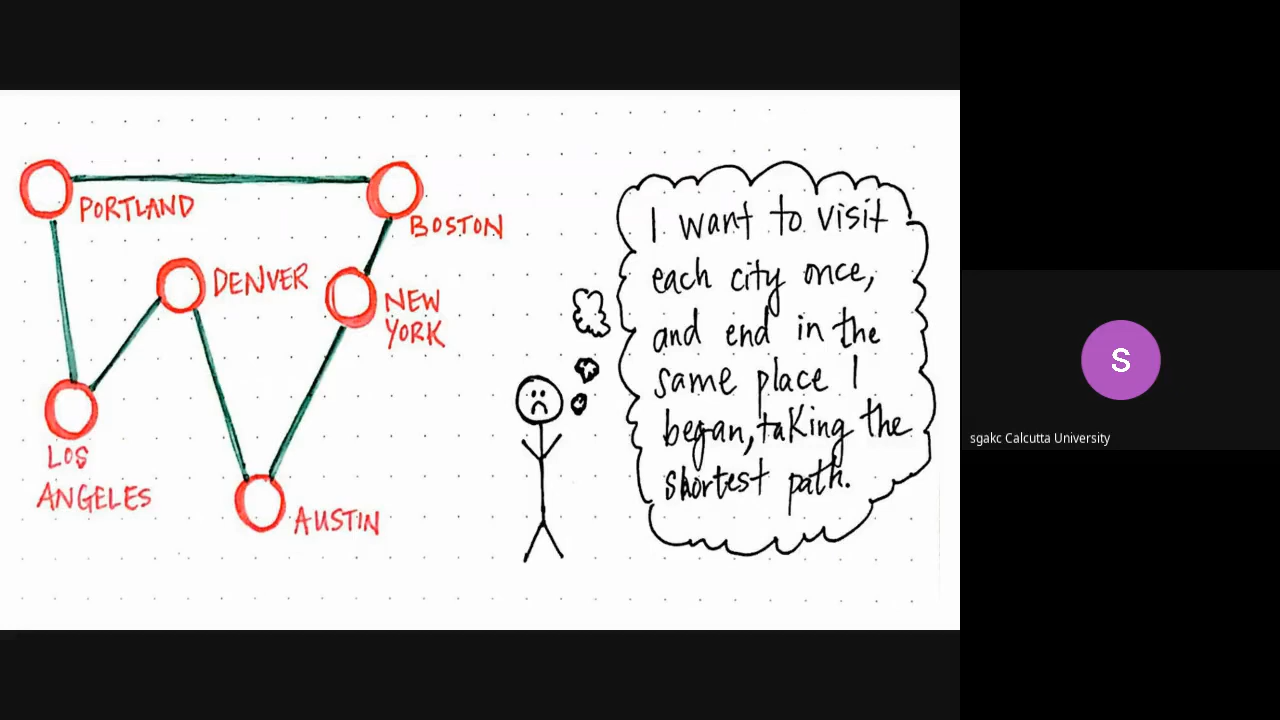 PORTLAND
BOSTON
DENVER
NEW
YORK
LOS
ANGELES
AUSTIN
I want to visit
each city once,
and end in the
same place I
began, taking the
shortest path.
S
sgakc Calcutta University